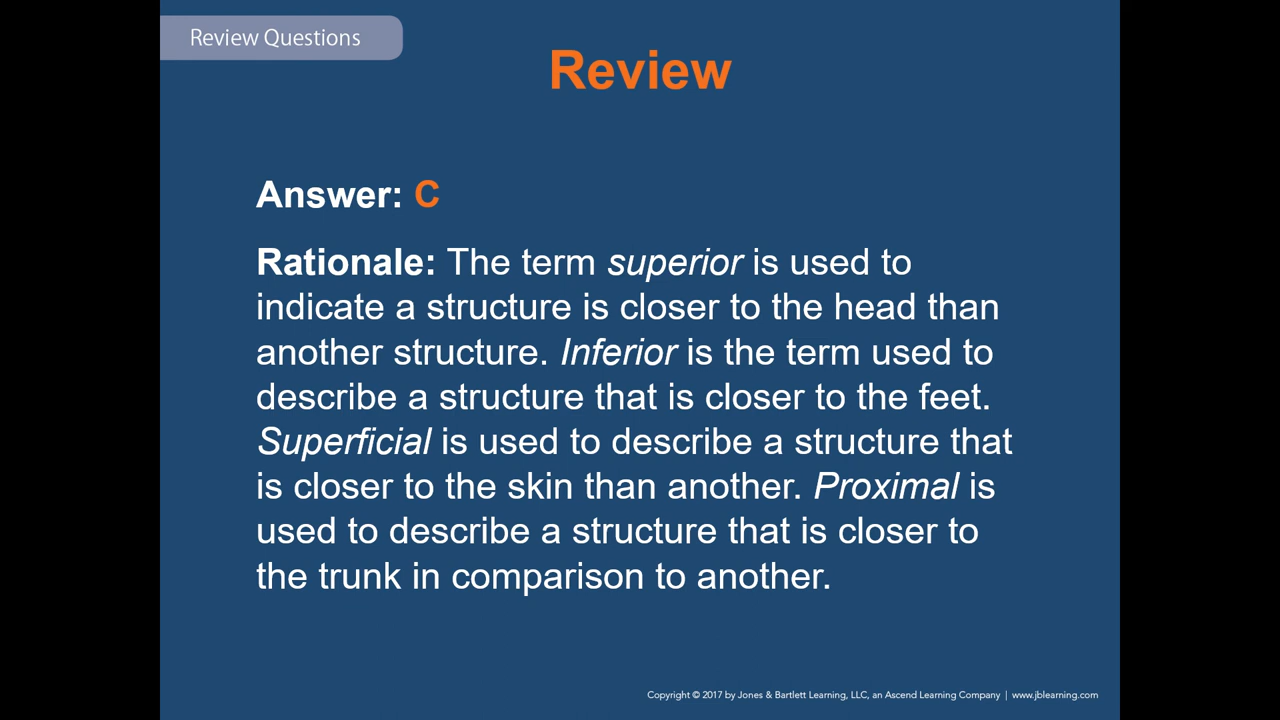 Review Questions
Review
Answer: C
Rationale: The term superior is used to
indicate a structure is closer to the head than
another structure. Inferior is the term used to
describe a structure that is closer to the feet.
Superficial is used to describe a structure that
is closer to the skin than another. Proximal is
used to describe a structure that is closer to
the trunk in comparison to another.
Copyright © 2017 by Jones & Bartlett Learning, LLC, an Ascend Learning Company | www.jblearning.com